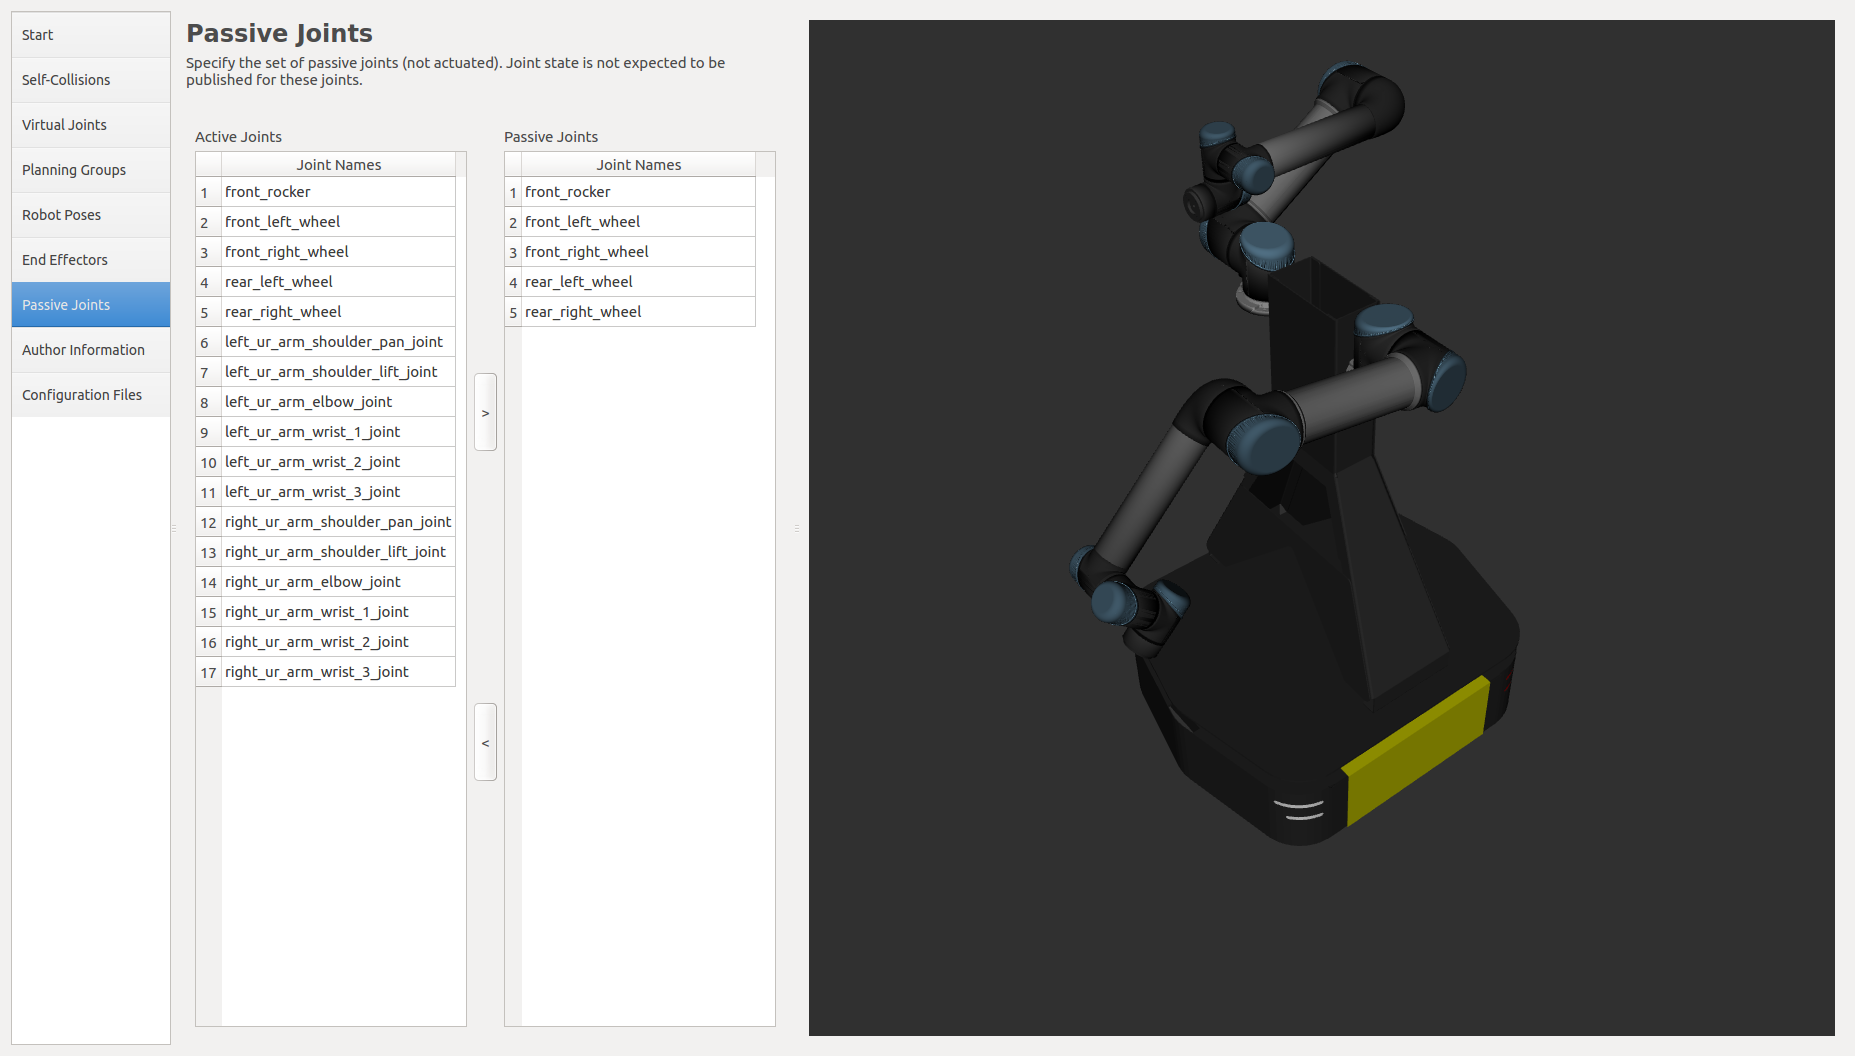 Start
Self-Collisions
Virtual Joints
Planning Groups
Robot Poses
End Effectors
Passive Joints
Author Information
Configuration Files
Passive Joints
Specify the set of passive joints (not actuated). Joint state is not expected to be
published for these joints.
Active Joints
Joint Names
1 front_rocker
2 front_left_wheel
3 front_right_wheel
4 rear_left_wheel
5 rear_right_wheel
6 left_ur_arm_shoulder_pan_joint
7 left_ur_arm_shoulder_lift_joint
8 left_ur_arm_elbow_joint
9 left_ur_arm_wrist_1_joint
10 left_ur_arm_wrist_2_joint
11 left_ur_arm_wrist_3_joint
12 right_ur_arm_shoulder_pan_joint
13 right_ur_arm_shoulder_lift_joint
14 right_ur_arm_elbow_joint
15 right_ur_arm_wrist_1_joint
16 right_ur_arm_wrist_2_joint
17 right_ur_arm_wrist_3_joint
>
<
Passive Joints
Joint Names
1 front_rocker
2 front_left_wheel
3 front_right_wheel
4 rear_left_wheel
5 rear_right_wheel